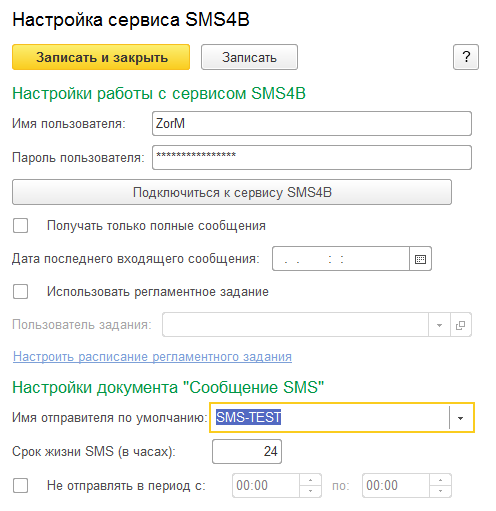 Настройка сервиса SMS4B
Записать и закрыть Записать ?
Настройки работы с сервисом SMS4B
Имя пользователя: ZorM
Пароль пользователя: ****************
Подключиться к сервису SMS4B
Получать только полные сообщения
Дата последнего входящего сообщения: . . : :
Использовать регламентное задание
Пользователь задания:
Настроить расписание регламентного задания
Настройки документа "Сообщение SMS"
Имя отправителя по умолчанию: SMS-TEST
Срок жизни SMS (в часах): 24
Не отправлять в период с: 00:00 по: 00:00